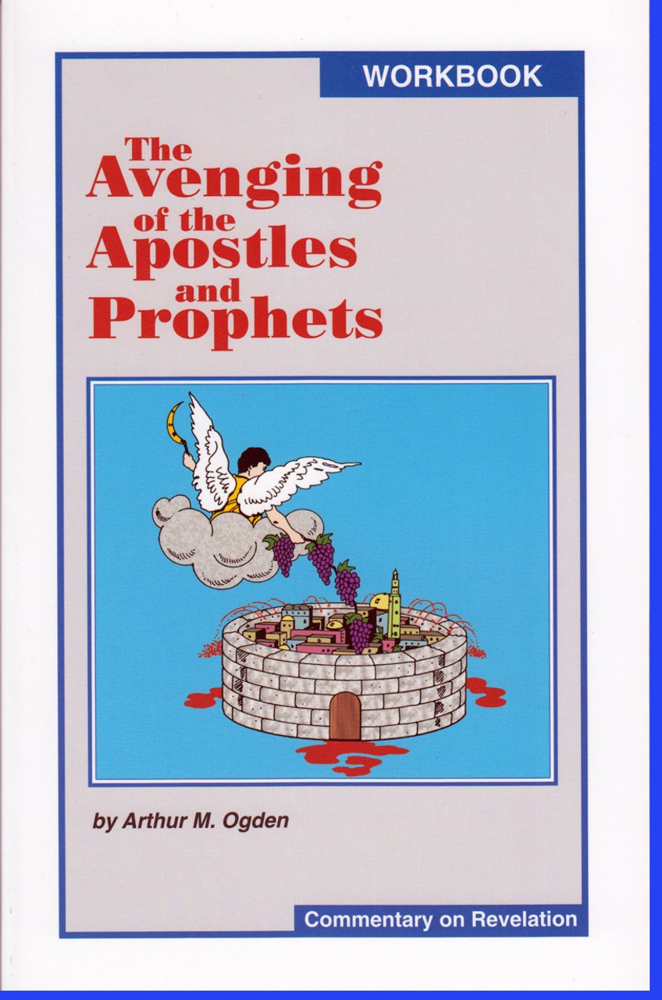 WORKBOOK
The
Avenging
of the
Apostles
and
Prophets
by Arthur M. Ogden
Commentary on Revelation